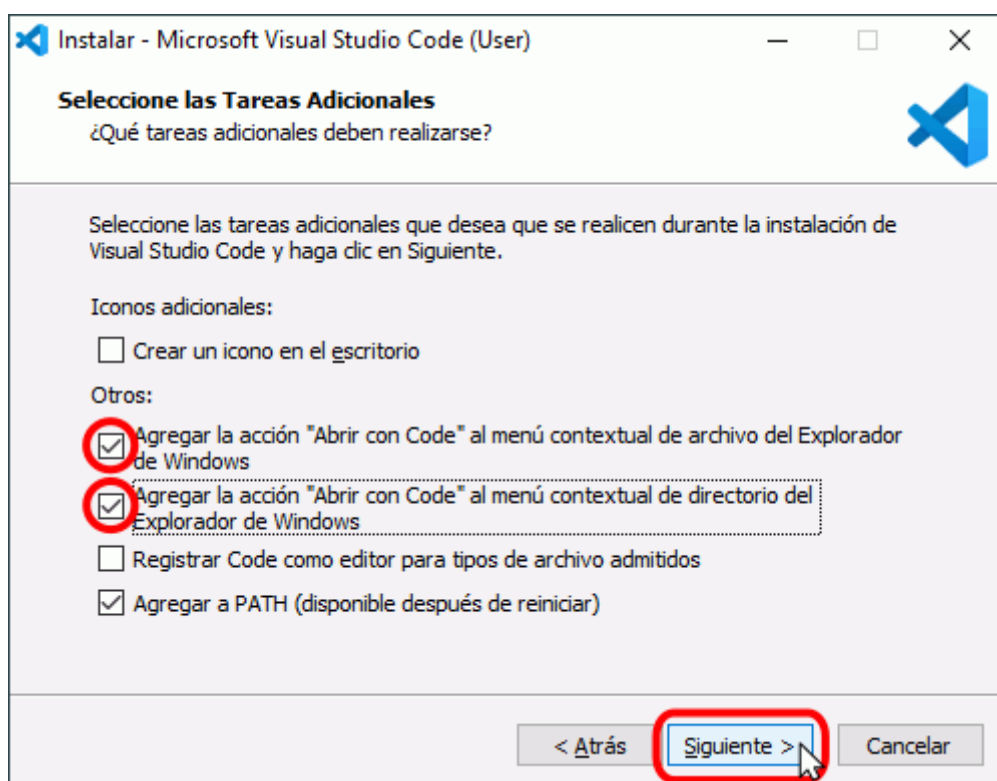 Instalar - Microsoft Visual Studio Code (User)
Seleccione las Tareas Adicionales
¿Qué tareas adicionales deben realizarse?
Seleccione las tareas adicionales que desea que se realicen durante la instalación de
Visual Studio Code y haga clic en Siguiente.
Iconos adicionales:
Crear un icono en el escritorio
Otros:
Agregar la acción "Abrir con Code" al menú contextual de archivo del Explorador
de Windows
Agregar la acción "Abrir con Code" al menú contextual de directorio del
Explorador de Windows
Registrar Code como editor para tipos de archivo admitidos
Agregar a PATH (disponible después de reiniciar)
< Atrás Siguiente > Cancelar